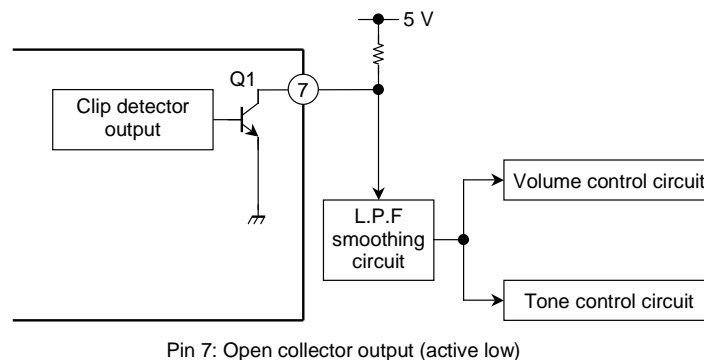 5 V
Q1
7
Clip detector
output
Volume control circuit
L.P.F
smoothing
circuit
Tone control circuit
Pin 7: Open collector output (active low)